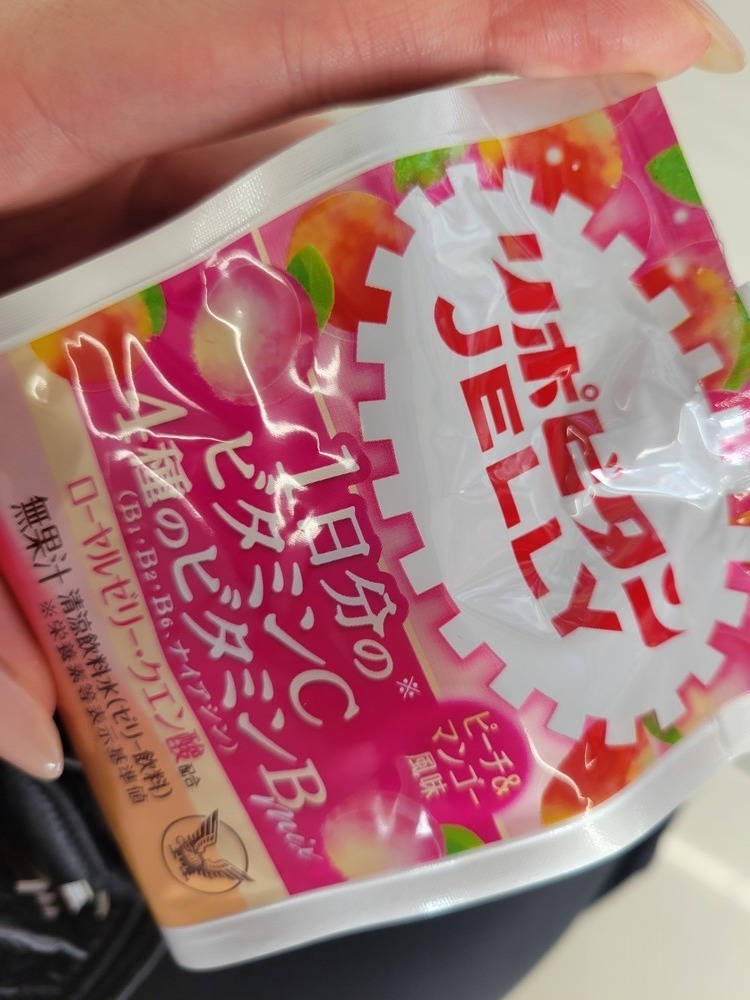 リポビタン
JELLY
ピーチ&
マンゴー
風味
1日分の※
ビタミンC
4種のビタミンB mix
(B1・B2・B6、ナイアシン)
ローヤルゼリー・クエン酸 配合
無果汁 清涼飲料水(ゼリー飲料)
※栄養素等表示基準値